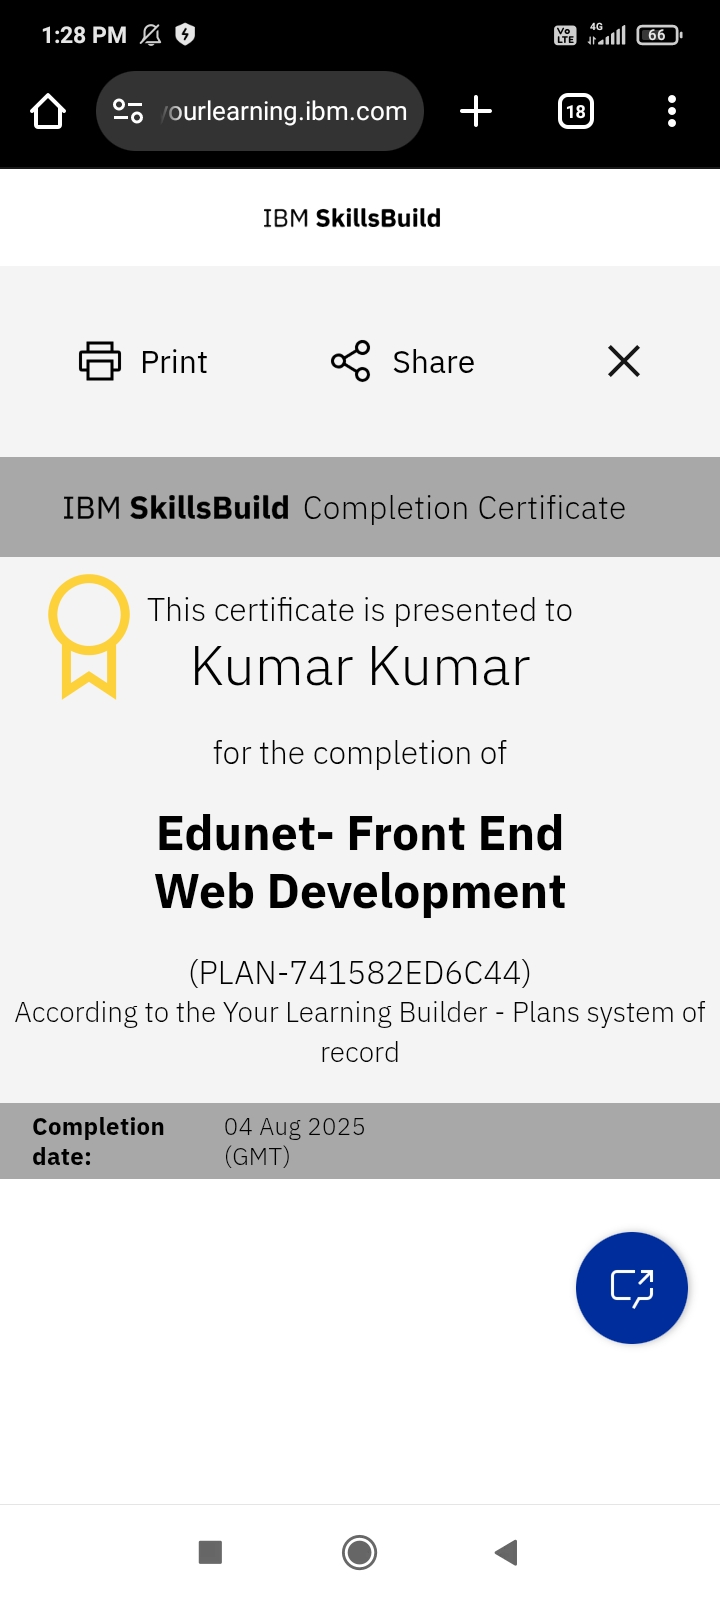 1:28 PM
Vo LTE 4G 66
ourlearning.ibm.com
18
IBM SkillsBuild
Print Share
IBM SkillsBuild Completion Certificate
This certificate is presented to
Kumar Kumar
for the completion of
Edunet- Front End
Web Development
(PLAN-741582ED6C44)
According to the Your Learning Builder - Plans system of
record
Completion 04 Aug 2025
date: (GMT)